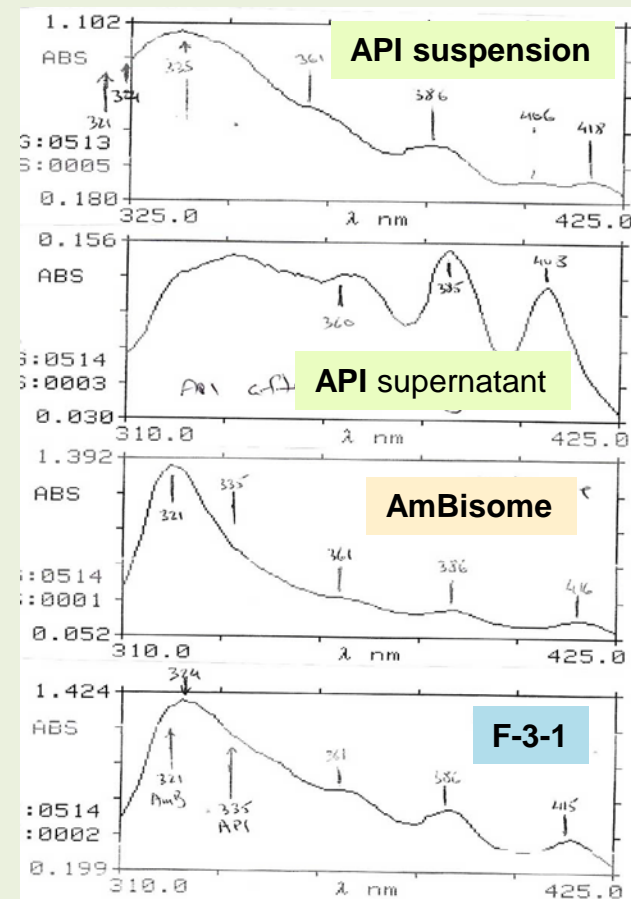 1.102
API suspension
ABS
335 361 386 406 418
321 324
G:0513
S:0005
0.180
325.0 λ nm 425.0
0.156
ABS
360 385 403
G:0514
S:0003
API
API supernatant
0.030
310.0 λ nm 425.0
1.392
ABS
AmBisome
321 335 361 386 416
:0514
:0001
0.052
310.0 λ nm 425.0
324
1.424
ABS
F-3-1
321 335 361 386 415
AmB API
:0514
:0002
0.199
310.0 λ nm 425.0